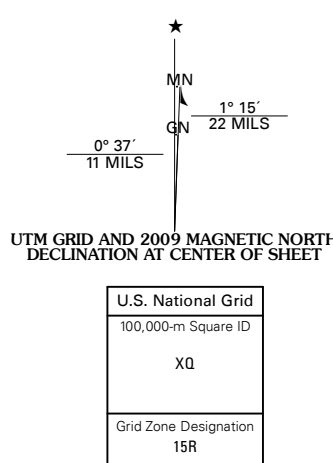 ★
MN
1° 15´
22 MILS
GN
0° 37´
11 MILS
UTM GRID AND 2009 MAGNETIC NORTH
DECLINATION AT CENTER OF SHEET
U.S. National Grid
100,000-m Square ID
XQ
Grid Zone Designation
15R